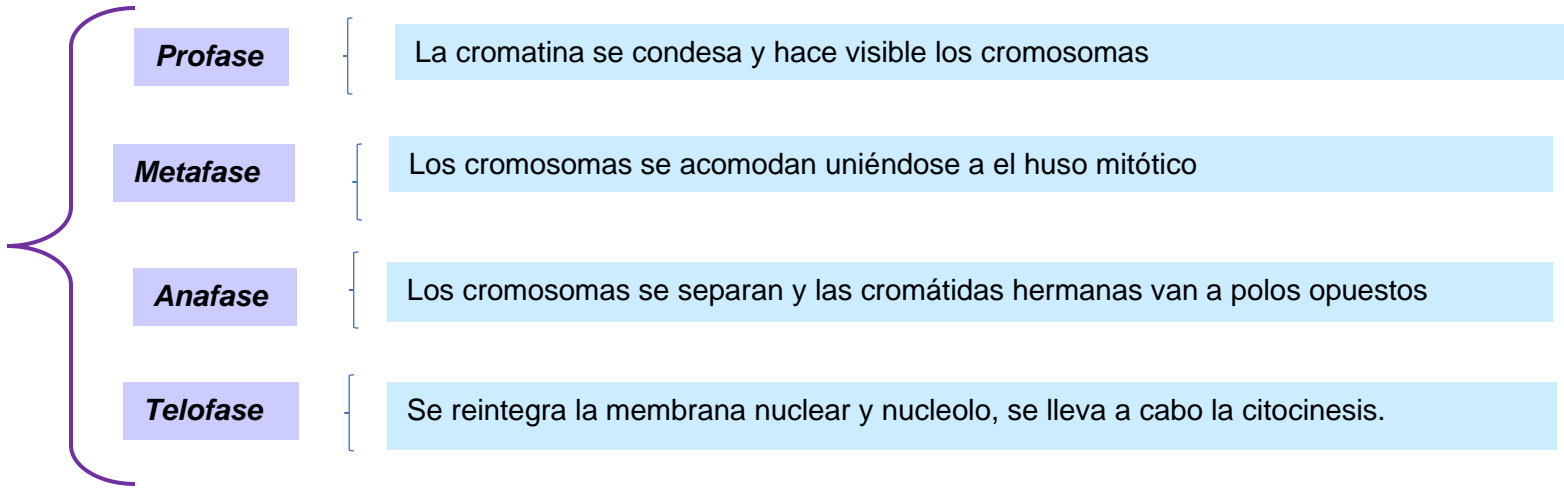 Profase
La cromatina se condesa y hace visible los cromosomas
Metafase
Los cromosomas se acomodan uniéndose a el huso mitótico
Anafase
Los cromosomas se separan y las cromátidas hermanas van a polos opuestos
Telofase
Se reintegra la membrana nuclear y nucleolo, se lleva a cabo la citocinesis.